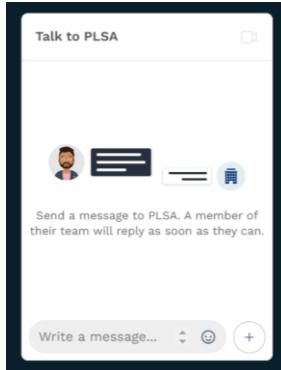 Talk to PLSA
Send a message to PLSA. A member of
their team will reply as soon as they can.
Write a message...